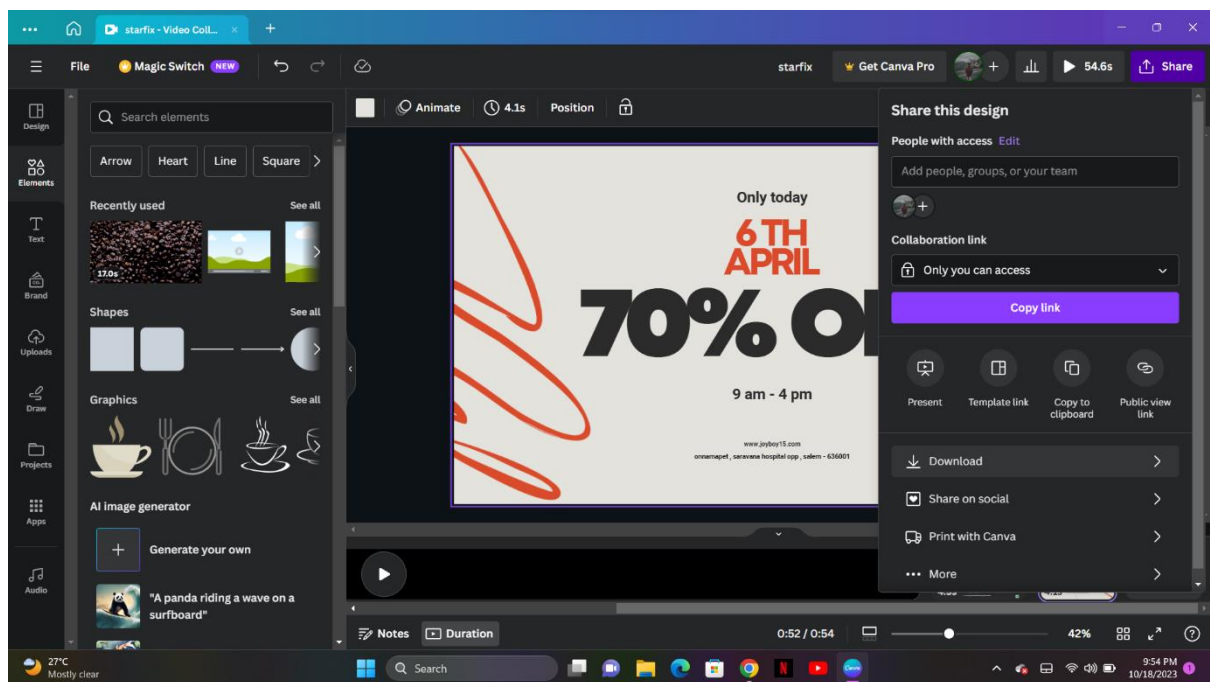 starfix - Video Coll...
File
Magic Switch NEW
starfix
Get Canva Pro
54.6s
Share
Design
Elements
Text
Brand
Uploads
Draw
Projects
Apps
Audio
Search elements
Arrow Heart Line Square
Recently used See all
17.0s
Shapes See all
Graphics See all
AI image generator
Generate your own
"A panda riding a wave on a
surfboard"
Animate 4.1s Position
Only today
6 TH
APRIL
70% O
9 am - 4 pm
www.joyboy15.com
onnamapet , saravana hospital opp , salem - 636001
Share this design
People with access Edit
Add people, groups, or your team
Collaboration link
Only you can access
Copy link
Present
Template link
Copy to
clipboard
Public view
link
Download
Share on social
Print with Canva
More
Notes Duration
0:52 / 0:54
42%
27°C
Mostly clear
Search
9:54 PM
10/18/2023
1